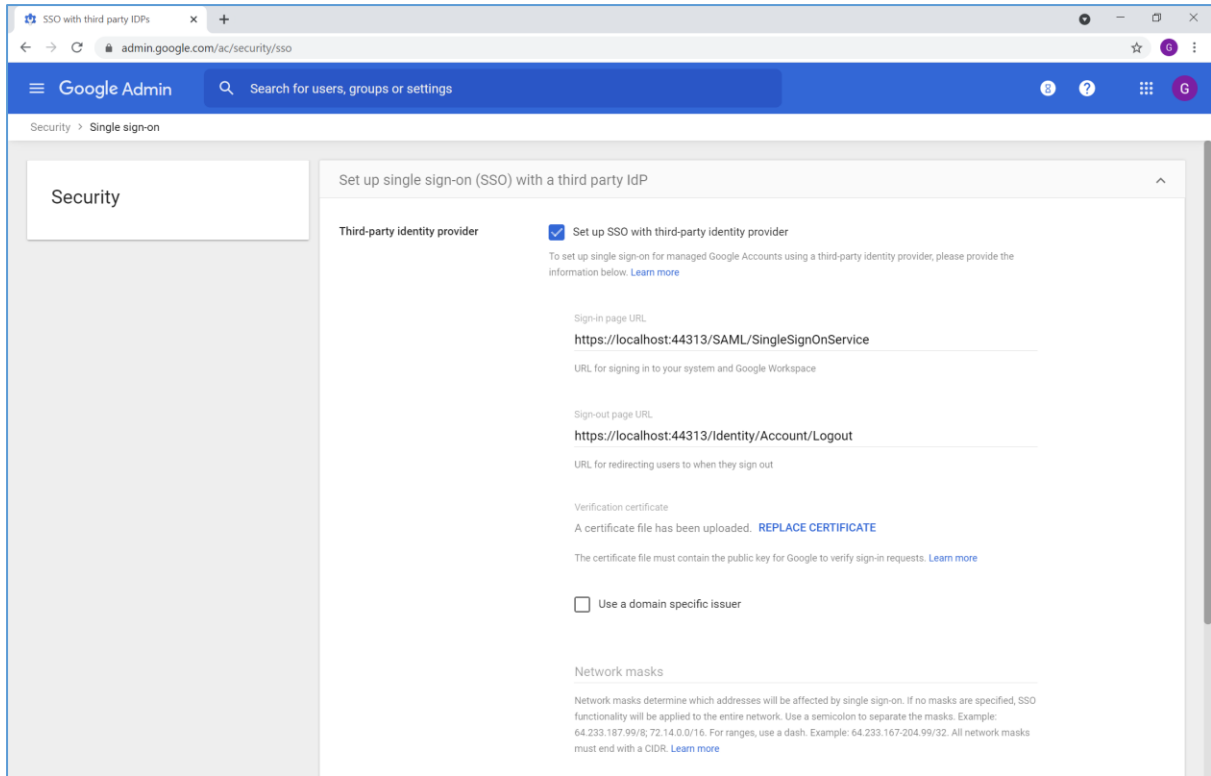 SSO with third party IDPs
admin.google.com/ac/security/sso
G
Google Admin
Search for users, groups or settings
8
?
G
Security > Single sign-on
Security
Set up single sign-on (SSO) with a third party IdP
Third-party identity provider
Set up SSO with third-party identity provider
To set up single sign-on for managed Google Accounts using a third-party identity provider, please provide the
information below. Learn more
Sign-in page URL
https://localhost:44313/SAML/SingleSignOnService
URL for signing in to your system and Google Workspace
Sign-out page URL
https://localhost:44313/Identity/Account/Logout
URL for redirecting users to when they sign out
Verification certificate
A certificate file has been uploaded. REPLACE CERTIFICATE
The certificate file must contain the public key for Google to verify sign-in requests. Learn more
Use a domain specific issuer
Network masks
Network masks determine which addresses will be affected by single sign-on. If no masks are specified, SSO
functionality will be applied to the entire network. Use a semicolon to separate the masks. Example:
64.233.187.99/8; 72.14.0.0/16. For ranges, use a dash. Example: 64.233.167-204.99/32. All network masks
must end with a CIDR. Learn more